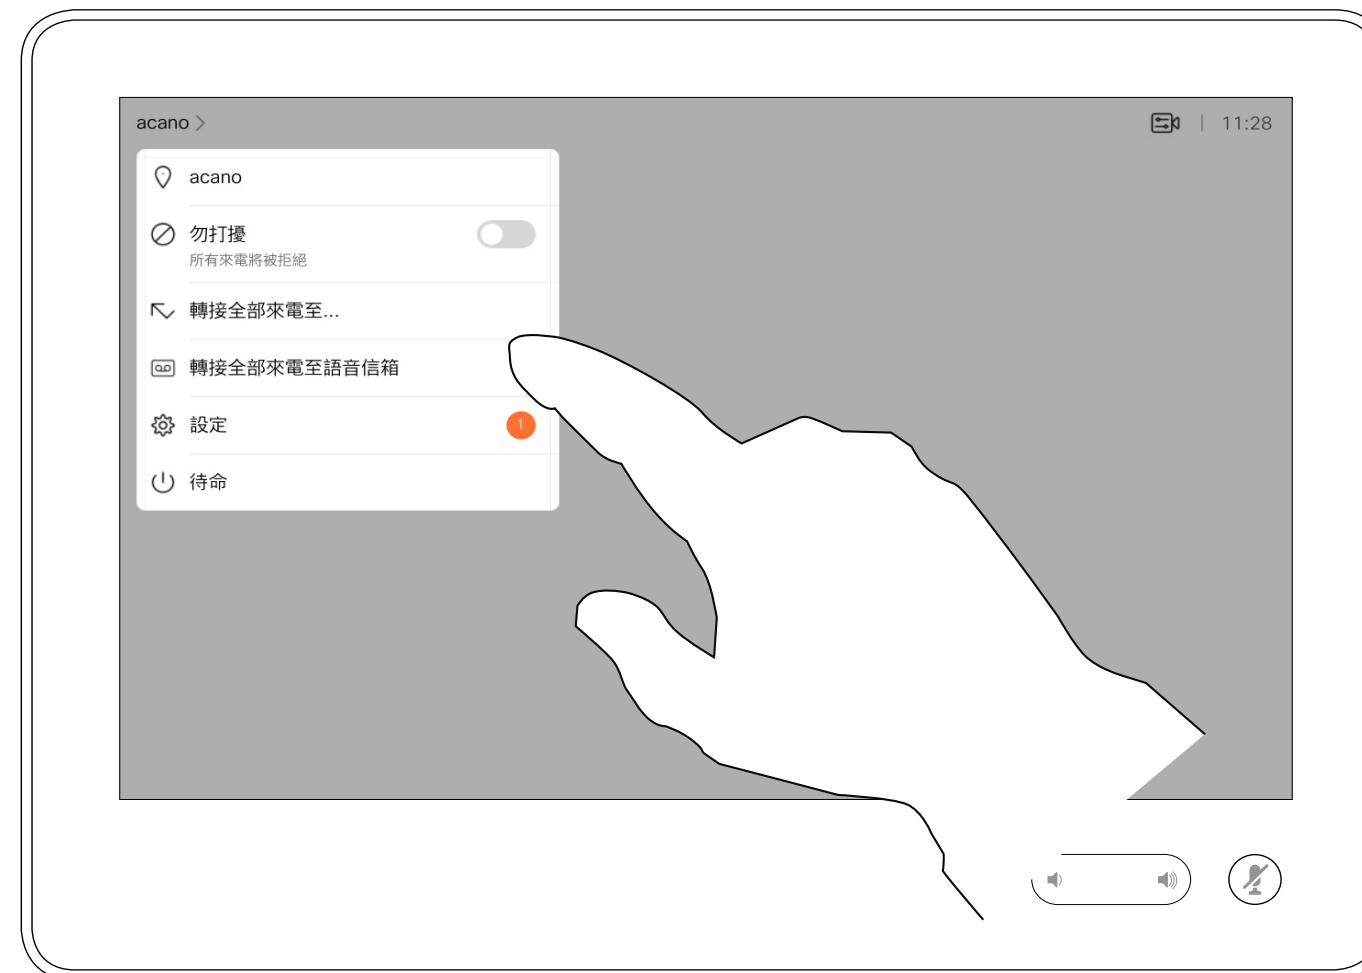 acano >
11:28
acano
勿打擾
所有來電將被拒絕
轉接全部來電至...
轉接全部來電至語音信箱
設定
1
待命